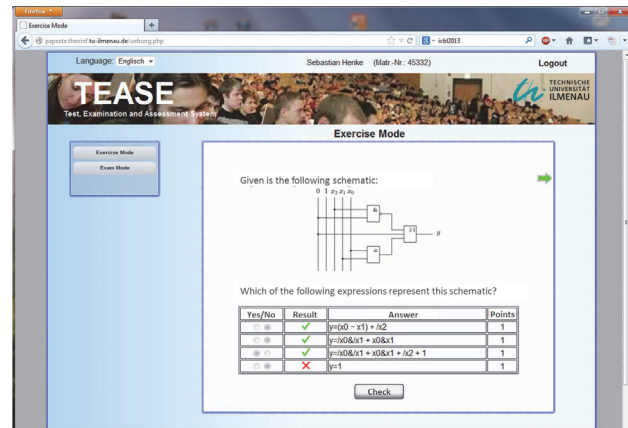 Firefox
Exercise Mode
+
papeete.theoinf.tu-ilmenau.de/uebung.php
icbl2013
Language: Englisch
Sebastian Henke (Matr.-Nr.: 45332)
Logout
TEASE
Test, Examination and Assessment System
TECHNISCHE
UNIVERSITÄT
ILMENAU
Exercise Mode
Exercise Mode
Exam Mode
Given is the following schematic:
0 1 x2 x1 x0
&
≥1
y
=
Which of the following expressions represent this schematic?
Yes/No Result Answer Points
y=(x0 ~ x1) + /x2 1
y=/x0&/x1 + x0&x1 1
y=/x0&/x1 + x0&x1 + /x2 + 1 1
y=1 1
Check